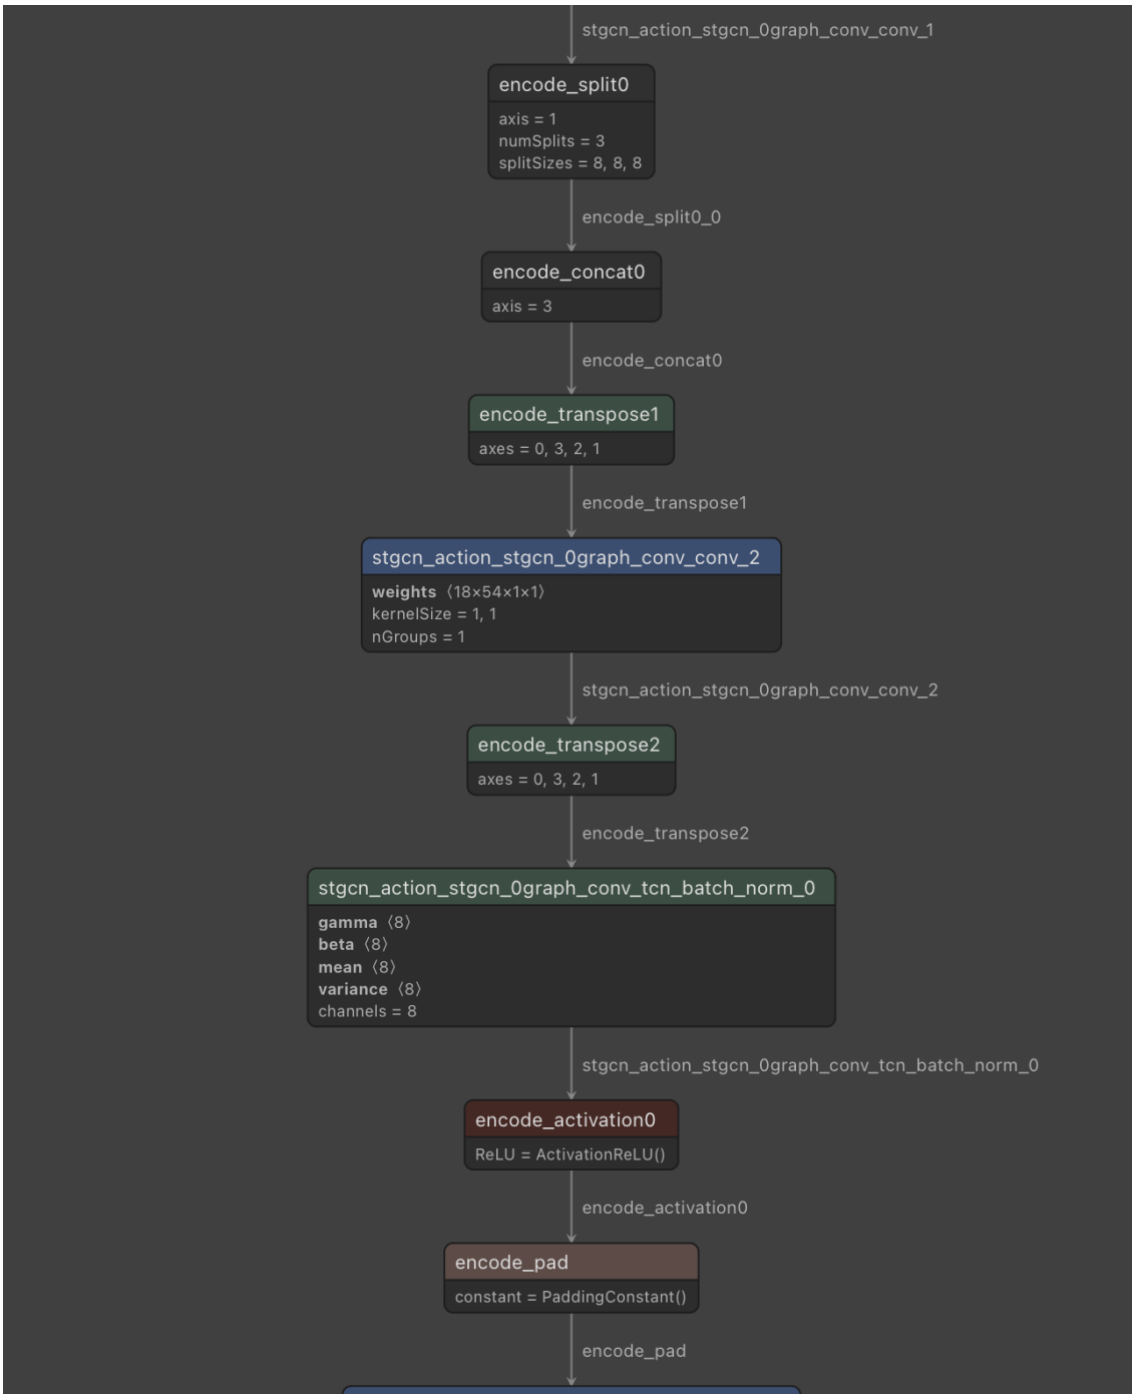 stgcn_action_stgcn_0graph_conv_conv_1
encode_split0
axis = 1
numSplits = 3
splitSizes = 8, 8, 8
encode_split0_0
encode_concat0
axis = 3
encode_concat0
encode_transpose1
axes = 0, 3, 2, 1
encode_transpose1
stgcn_action_stgcn_0graph_conv_conv_2
weights ⟨18×54×1×1⟩
kernelSize = 1, 1
nGroups = 1
stgcn_action_stgcn_0graph_conv_conv_2
encode_transpose2
axes = 0, 3, 2, 1
encode_transpose2
stgcn_action_stgcn_0graph_conv_tcn_batch_norm_0
gamma ⟨8⟩
beta ⟨8⟩
mean ⟨8⟩
variance ⟨8⟩
channels = 8
stgcn_action_stgcn_0graph_conv_tcn_batch_norm_0
encode_activation0
ReLU = ActivationReLU()
encode_activation0
encode_pad
constant = PaddingConstant()
encode_pad